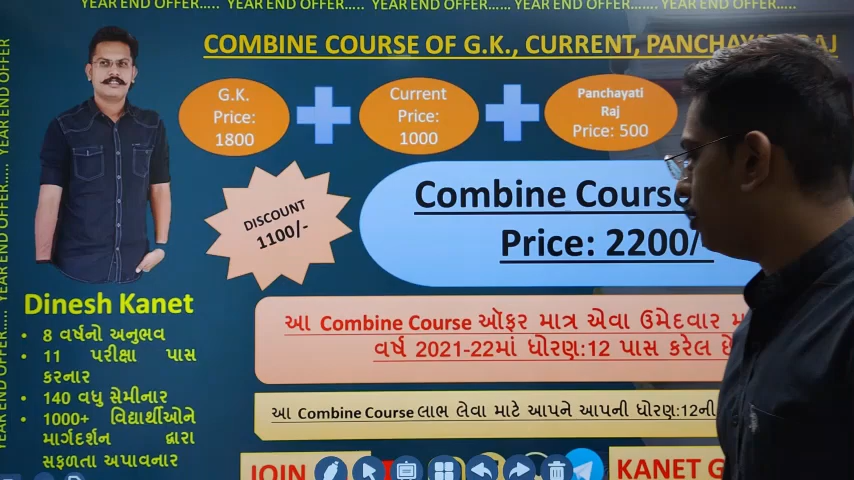 YEAR END OFFER..... YEAR END OFFER..... YEAR END OFFER...... YEAR END OFFER....... YEAR END OFFER.....
YEAR END OFFER..... YEAR END OFFER..... YEAR END OFFER
COMBINE COURSE OF G.K., CURRENT, PANCHAYATI RAJ
G.K.
Price:
1800
Current
Price:
1000
Panchayati
Raj
Price: 500
DISCOUNT
1100/-
Combine Course
Price: 2200/-
Dinesh Kanet
• 8 વર્ષનો અનુભવ
• 11 પરીક્ષા પાસ
કરનાર
• 140 વધુ સેમીનાર
• 1000+ વિદ્યાર્થીઓને
માર્ગદર્શન દ્વારા
સફળતા અપાવનાર
આ Combine Course ઑફર માત્ર એવા ઉમેદવાર
વર્ષ 2021-22માં ધોરણ:12 પાસ કરેલ છે
આ Combine Course લાભ લેવા માટે આપને આપની ધોરણ:12ની
JOIN
KANET G